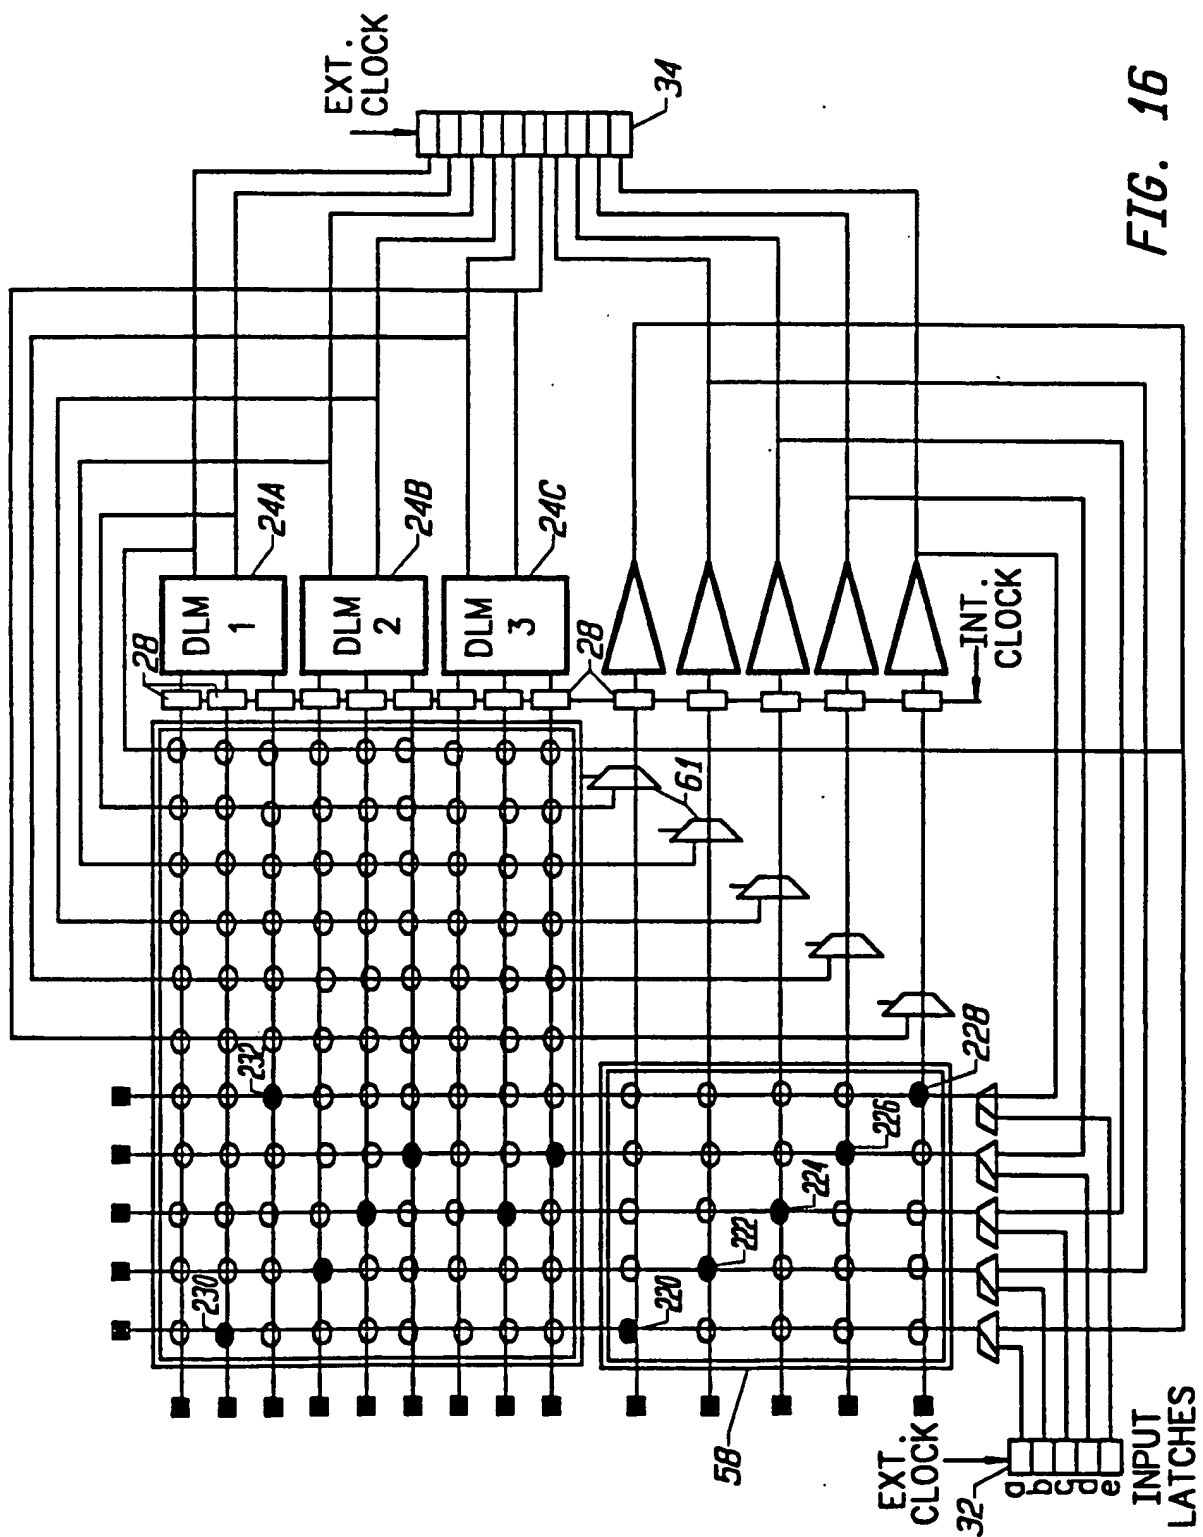 EXT.
CLOCK
34
FIG. 16
DLM
1
24A
DLM
2
24B
DLM
3
24C
28
28
INT.
CLOCK
61
232
230
220
222
224
226
228
58
EXT.
CLOCK
32
a
b
c
d
e
INPUT
LATCHES